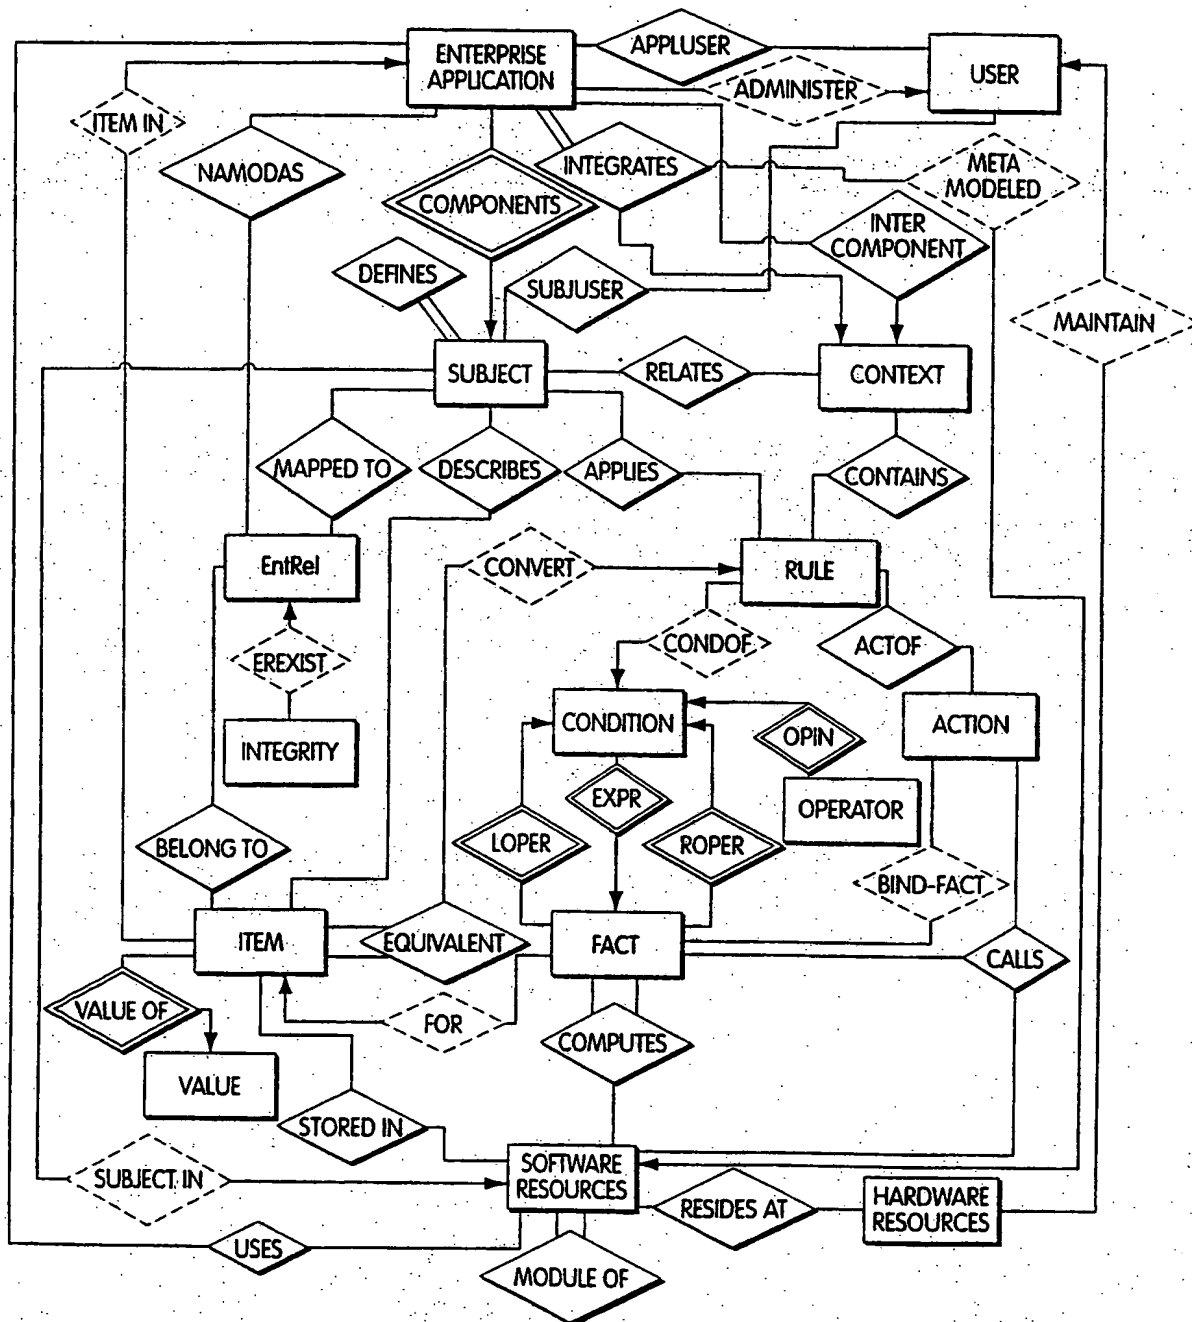 ENTERPRISE
APPLICATION
APPLUSER
USER
ADMINISTER
ITEM IN
NAMODAS
INTEGRATES
META
MODELED
COMPONENTS
INTER
COMPONENT
DEFINES
SUBJUSER
MAINTAIN
SUBJECT
RELATES
CONTEXT
MAPPED TO
DESCRIBES
APPLIES
CONTAINS
EntRel
CONVERT
RULE
EREXIST
CONDOF
ACTOF
INTEGRITY
CONDITION
OPIN
ACTION
EXPR
OPERATOR
BELONG TO
LOPER
ROPER
BIND-FACT
ITEM
EQUIVALENT
FACT
CALLS
VALUE OF
FOR
COMPUTES
VALUE
STORED IN
SUBJECT IN
SOFTWARE
RESOURCES
RESIDES AT
HARDWARE
RESOURCES
USES
MODULE OF